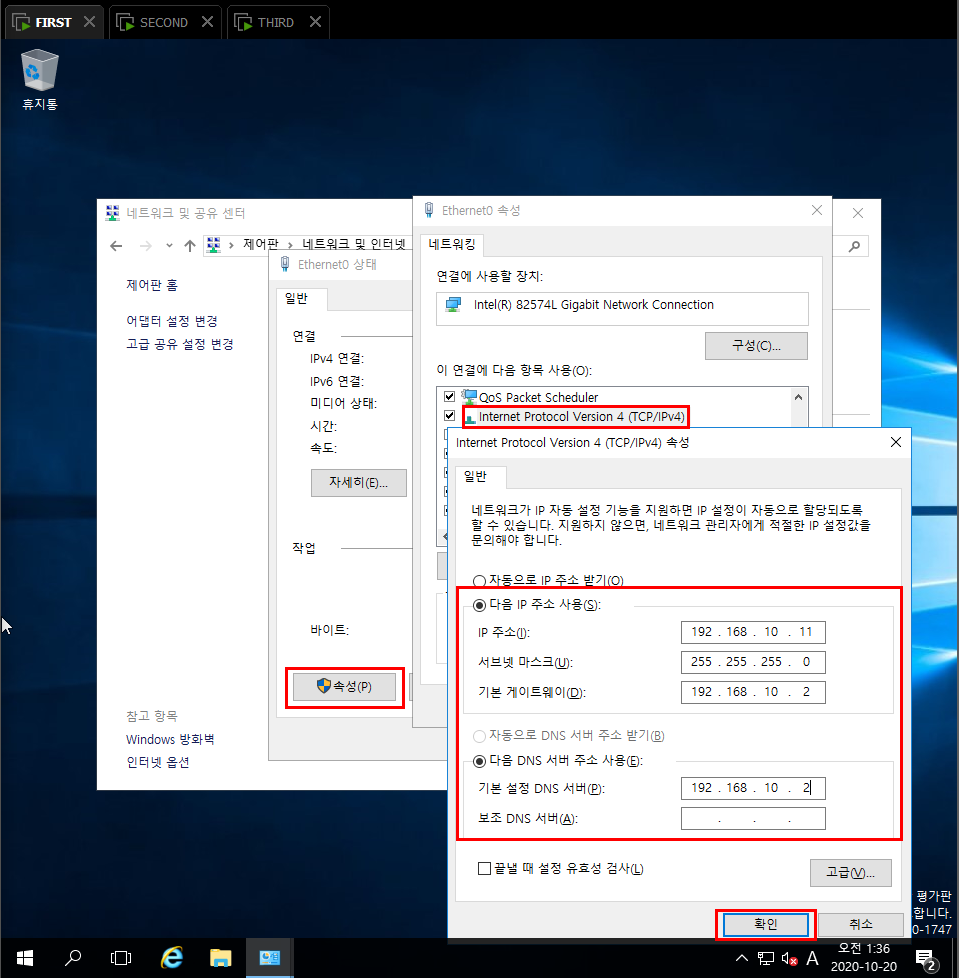 FIRST
SECOND
THIRD
휴지통
네트워크 및 공유 센터
제어판
네트워크 및 인터넷
제어판 홈
어댑터 설정 변경
고급 공유 설정 변경
참고 항목
Windows 방화벽
인터넷 옵션
Ethernet0 상태
일반
연결
IPv4 연결:
IPv6 연결:
미디어 상태:
시간:
속도:
자세히(E)...
작업
바이트:
속성(P)
Ethernet0 속성
네트워킹
연결에 사용할 장치:
Intel(R) 82574L Gigabit Network Connection
구성(C)...
이 연결에 다음 항목 사용(O):
QoS Packet Scheduler
Internet Protocol Version 4 (TCP/IPv4)
Internet Protocol Version 4 (TCP/IPv4) 속성
일반
네트워크가 IP 자동 설정 기능을 지원하면 IP 설정이 자동으로 할당되도록
할 수 있습니다. 지원하지 않으면, 네트워크 관리자에게 적절한 IP 설정값을
문의해야 합니다.
자동으로 IP 주소 받기(O)
다음 IP 주소 사용(S):
IP 주소(I): 192 . 168 . 10 . 11
서브넷 마스크(U): 255 . 255 . 255 . 0
기본 게이트웨이(D): 192 . 168 . 10 . 2
자동으로 DNS 서버 주소 받기(B)
다음 DNS 서버 주소 사용(E):
기본 설정 DNS 서버(P): 192 . 168 . 10 . 2
보조 DNS 서버(A): . . .
끝낼 때 설정 유효성 검사(L)
고급(V)...
확인
취소
평가판
합니다.
0-1747
A
오전 1:36
2020-10-20
2